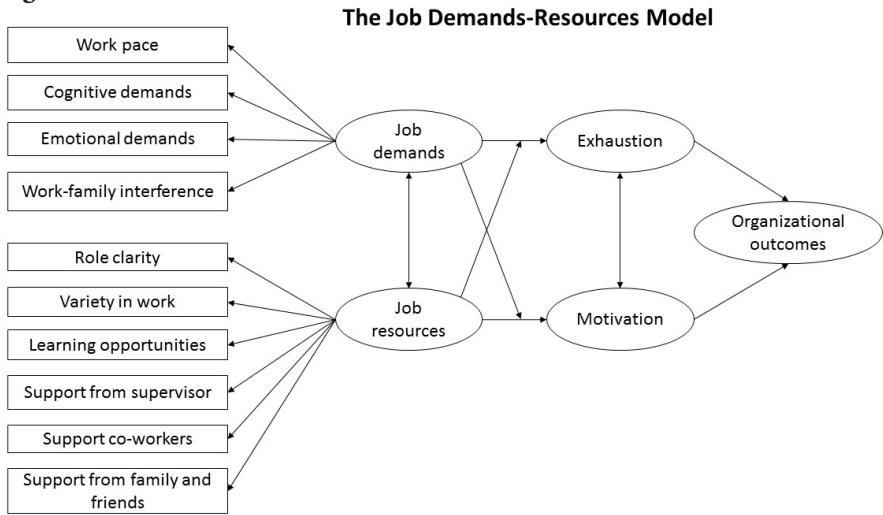 The Job Demands-Resources Model
Work pace
Cognitive demands
Emotional demands
Work-family interference
Role clarity
Variety in work
Learning opportunities
Support from supervisor
Support co-workers
Support from family and
friends
Job
demands
Job
resources
Exhaustion
Motivation
Organizational
outcomes